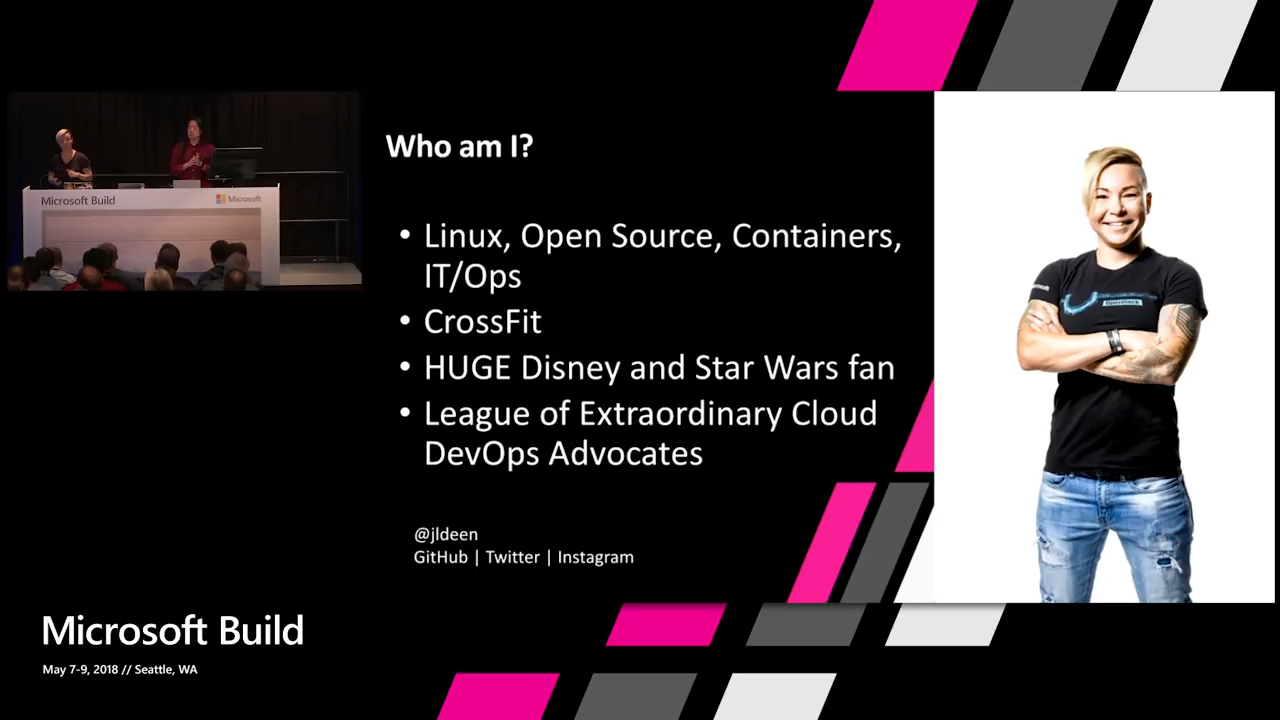 Who am I?
• Linux, Open Source, Containers,
IT/Ops
• CrossFit
• HUGE Disney and Star Wars fan
• League of Extraordinary Cloud
DevOps Advocates
@jldeen
GitHub | Twitter | Instagram
Microsoft Build
Microsoft
OpenHack
Microsoft Build
May 7-9, 2018 // Seattle, WA